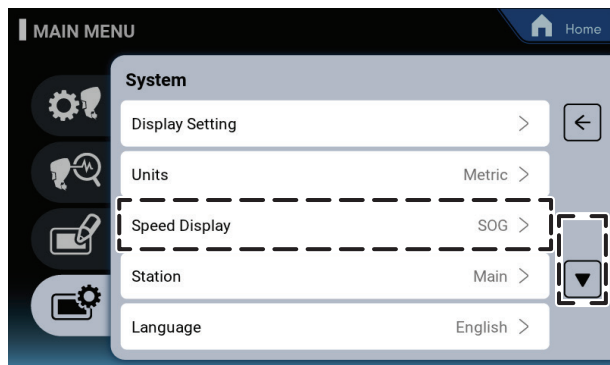 MAIN MENU
Home
System
Display Setting
Units Metric
Speed Display SOG
Station Main
Language English